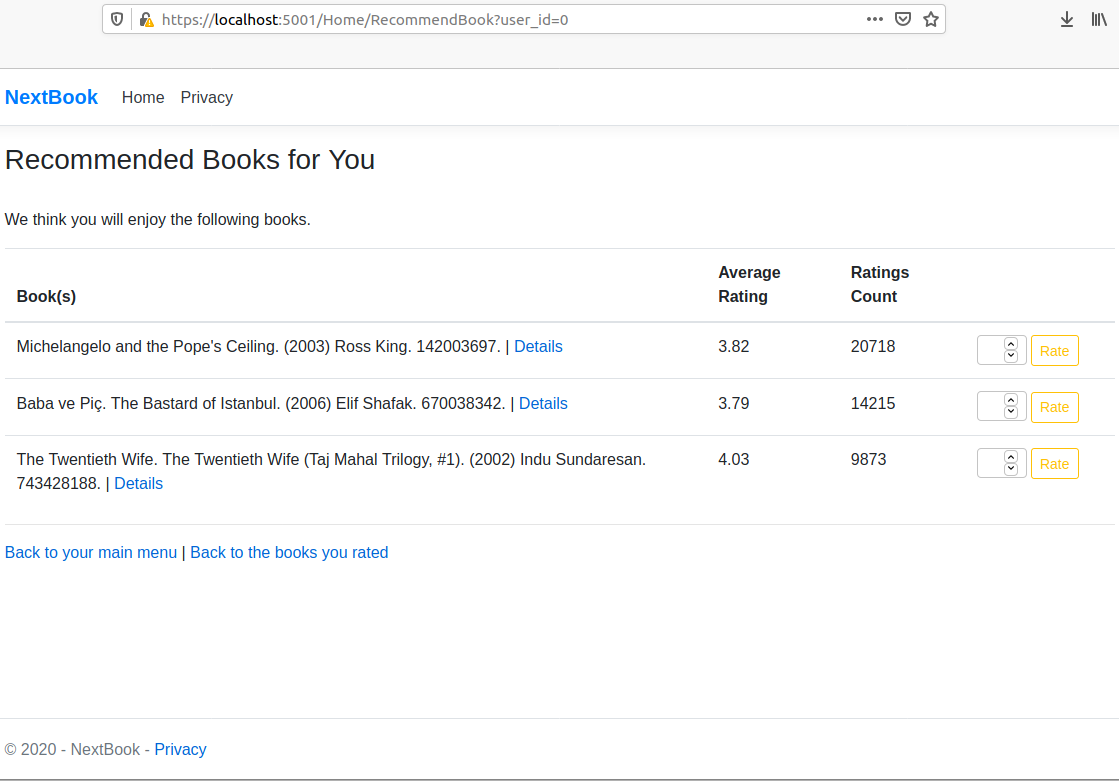 https://localhost:5001/Home/RecommendBook?user_id=0
NextBook Home Privacy
Recommended Books for You
We think you will enjoy the following books.
Book(s) Average Rating Ratings Count
Michelangelo and the Pope's Ceiling. (2003) Ross King. 142003697. | Details 3.82 20718 Rate
Baba ve Piç. The Bastard of Istanbul. (2006) Elif Shafak. 670038342. | Details 3.79 14215 Rate
The Twentieth Wife. The Twentieth Wife (Taj Mahal Trilogy, #1). (2002) Indu Sundaresan. 4.03 9873 Rate
743428188. | Details
Back to your main menu | Back to the books you rated
© 2020 - NextBook - Privacy